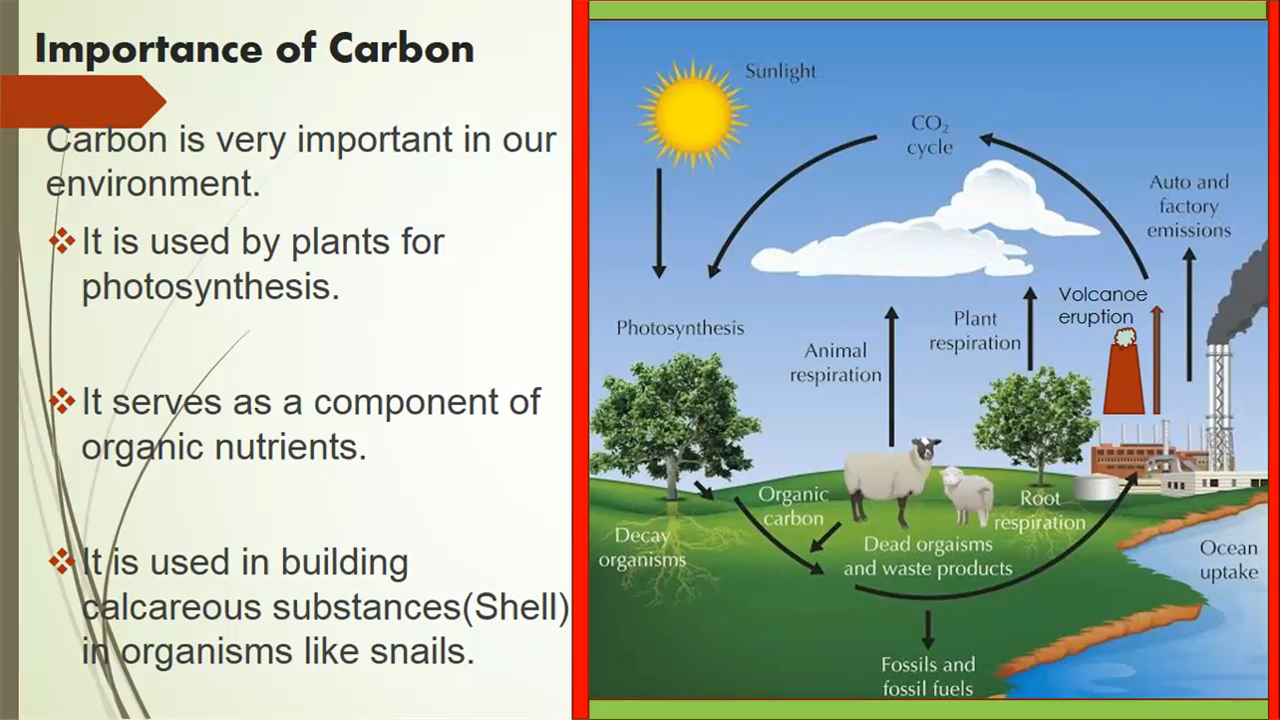 Importance of Carbon
Carbon is very important in our
environment.
It is used by plants for
photosynthesis.
It serves as a component of
organic nutrients.
It is used in building
calcareous substances(Shell)
in organisms like snails.
Sunlight
CO₂
cycle
Auto and
factory
emissions
Volcanoe
eruption
Photosynthesis
Plant
respiration
Animal
respiration
Organic
carbon
Root
respiration
Decay
organisms
Dead orgaisms
and waste products
Ocean
uptake
Fossils and
fossil fuels